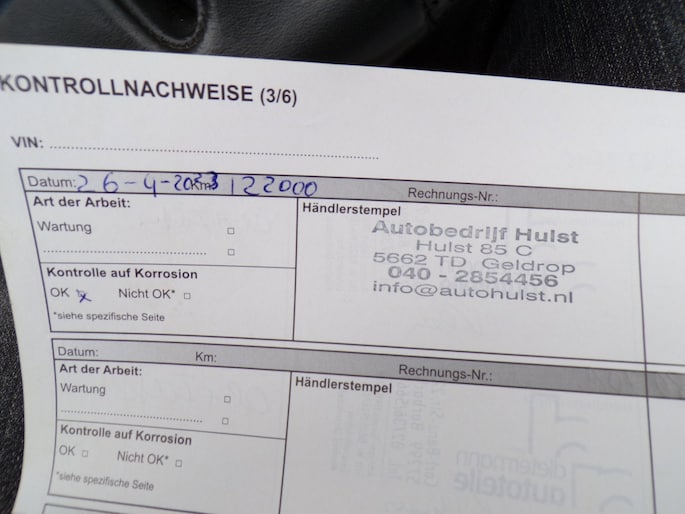 KONTROLLNACHWEISE (3/6)
VIN: ................................................
Datum: 26-4-2023 Km: 122000 Rechnungs-Nr.:
Art der Arbeit:
Wartung
................................................
Kontrolle auf Korrosion
OK x Nicht OK*
*siehe spezifische Seite
Händlerstempel
Autobedrijf Hulst
Hulst 85 C
5662 TD Geldrop
040 - 2854456
info@autohulst.nl
Datum: Km: Rechnungs-Nr.:
Art der Arbeit:
Wartung
................................................
Kontrolle auf Korrosion
OK Nicht OK*
*siehe spezifische Seite
Händlerstempel
dietemann
autoteile